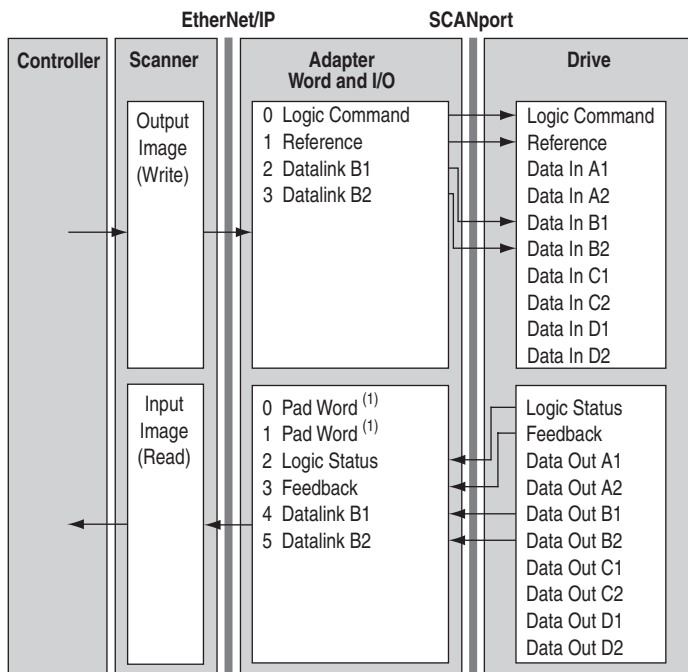 EtherNet/IP
SCANport
Controller
Scanner
Adapter
Word and I/O
Drive
Output
Image
(Write)
0 Logic Command
1 Reference
2 Datalink B1
3 Datalink B2
Logic Command
Reference
Data In A1
Data In A2
Data In B1
Data In B2
Data In C1
Data In C2
Data In D1
Data In D2
Input
Image
(Read)
0 Pad Word (1)
1 Pad Word (1)
2 Logic Status
3 Feedback
4 Datalink B1
5 Datalink B2
Logic Status
Feedback
Data Out A1
Data Out A2
Data Out B1
Data Out B2
Data Out C1
Data Out C2
Data Out D1
Data Out D2